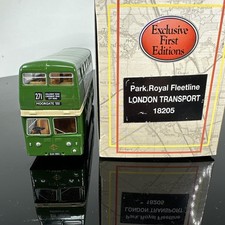 Exclusive
First
Editions
Park.Royal Fleetline
LONDON TRANSPORT
18205
271
MOORGATE